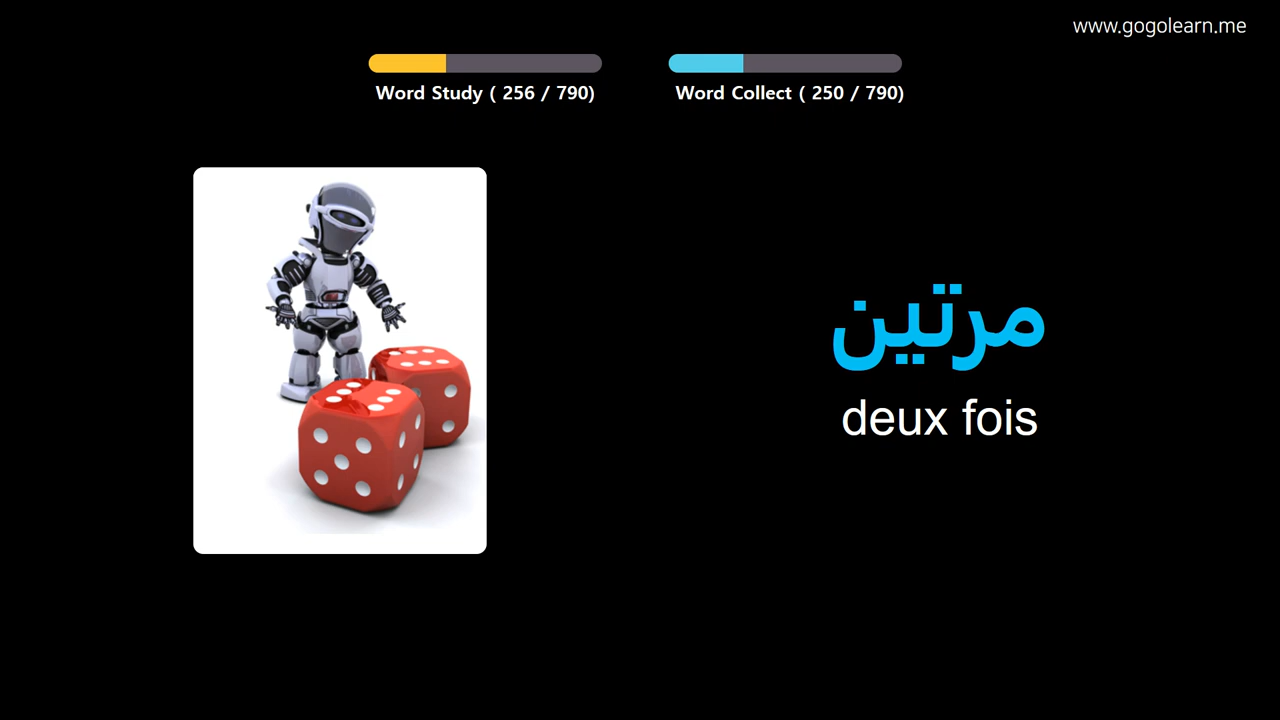 www.gogolearn.me
Word Study ( 256 / 790)
Word Collect ( 250 / 790)
مرتين
deux fois